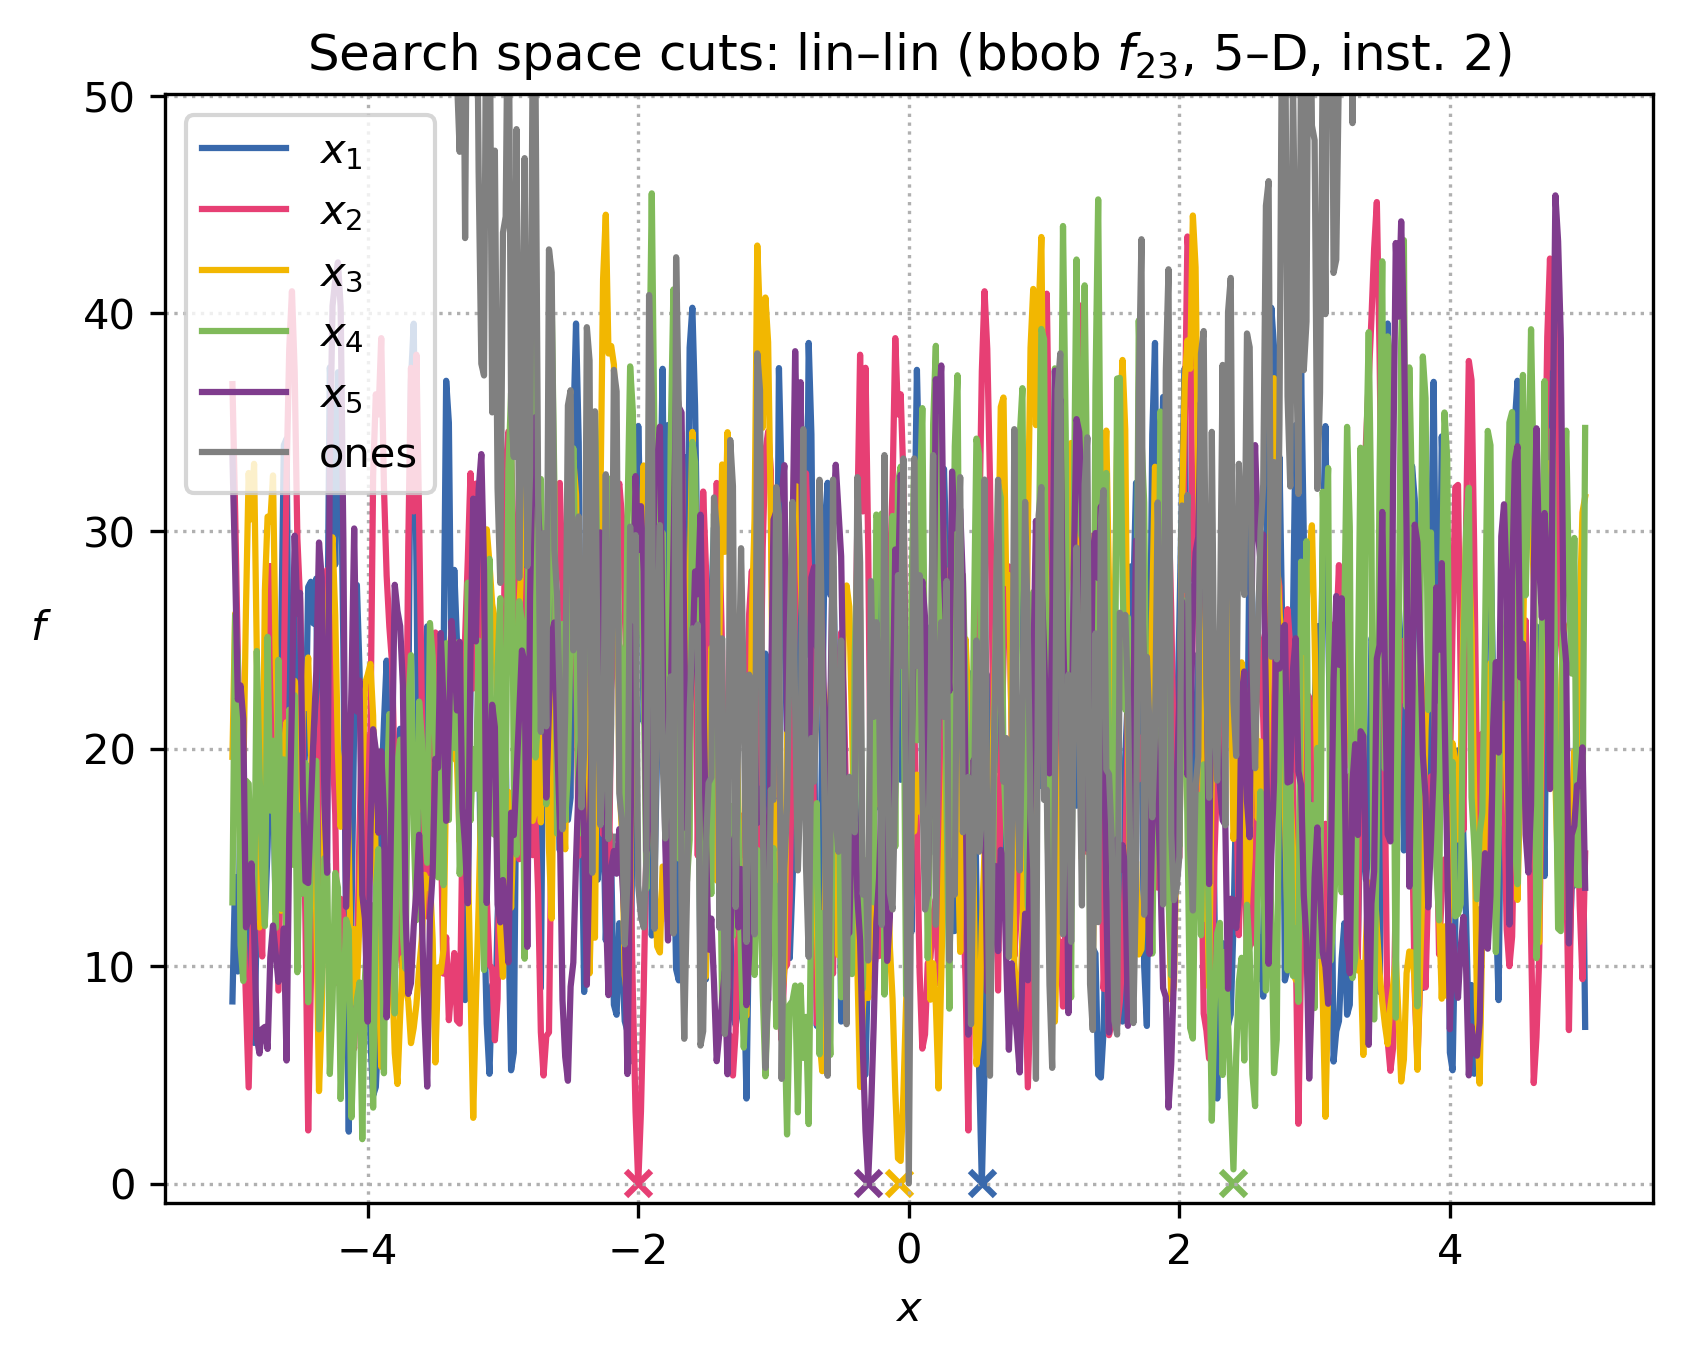 Search space cuts: lin–lin (bbob f₂₃, 5–D, inst. 2)
50
40
30
20
10
0
f
x₁
x₂
x₃
x₄
x₅
ones
−4
−2
0
2
4
x